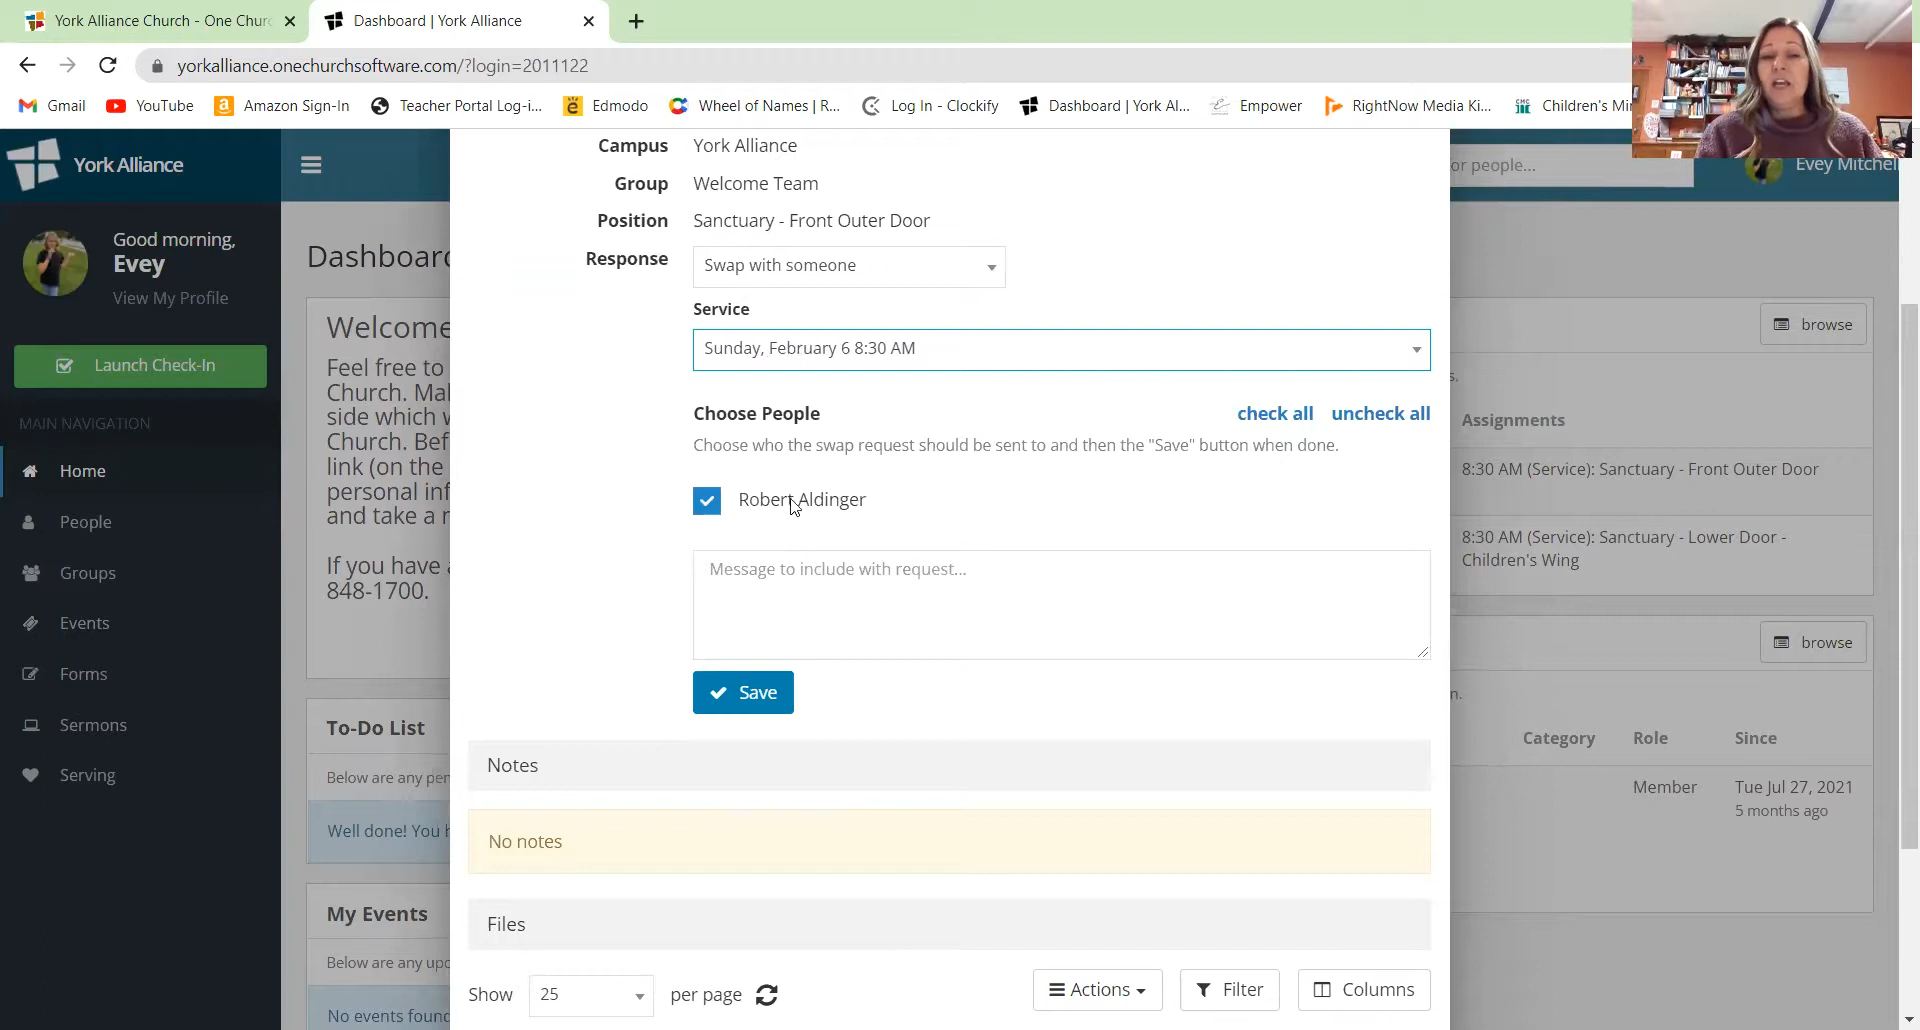 York Alliance Church - One Churc
Dashboard | York Alliance
yorkalliance.onechurchsoftware.com/?login=2011122
Gmail
YouTube
Amazon Sign-In
Teacher Portal Log-i...
Edmodo
Wheel of Names | R...
Log In - Clockify
Dashboard | York Al...
Empower
RightNow Media Ki...
Children's Mi
York Alliance
or people...
Evey Mitchell
Good morning,
Evey
View My Profile
Launch Check-In
MAIN NAVIGATION
Home
People
Groups
Events
Forms
Sermons
Serving
Dashboard
Welcome
Feel free to
Church. Mak
side which w
Church. Bef
link (on the
personal inf
and take a r
If you have a
848-1700.
To-Do List
Below are any pen
Well done! You h
My Events
Below are any upc
No events found
Campus York Alliance
Group Welcome Team
Position Sanctuary - Front Outer Door
Response Swap with someone
Service
Sunday, February 6 8:30 AM
Choose People check all uncheck all
Choose who the swap request should be sent to and then the "Save" button when done.
Robert Aldinger
Message to include with request...
Save
Notes
No notes
Files
Show 25 per page Actions Filter Columns
browse
s.
Assignments
8:30 AM (Service): Sanctuary - Front Outer Door
8:30 AM (Service): Sanctuary - Lower Door -
Children's Wing
browse
n.
Category Role Since
Member Tue Jul 27, 2021
5 months ago